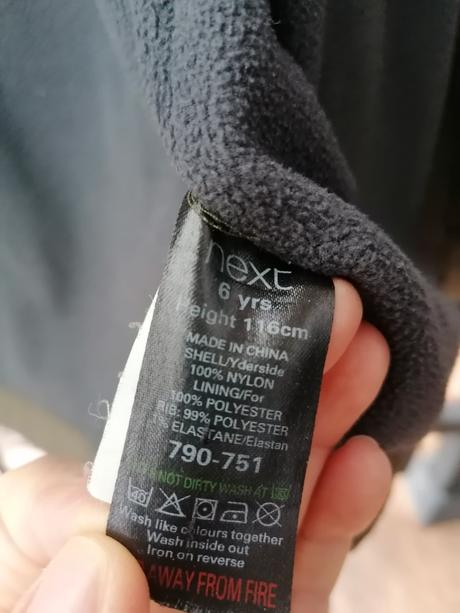 next
6 yrs
Height 116cm
MADE IN CHINA
SHELL/Yderside
100% NYLON
LINING/For
100% POLYESTER
RIB: 99% POLYESTER
1% ELASTANE/Elastan
790-751
NOT DIRTY WASH AT 30
40
Wash like colours together
Wash inside out
Iron on reverse
AWAY FROM FIRE